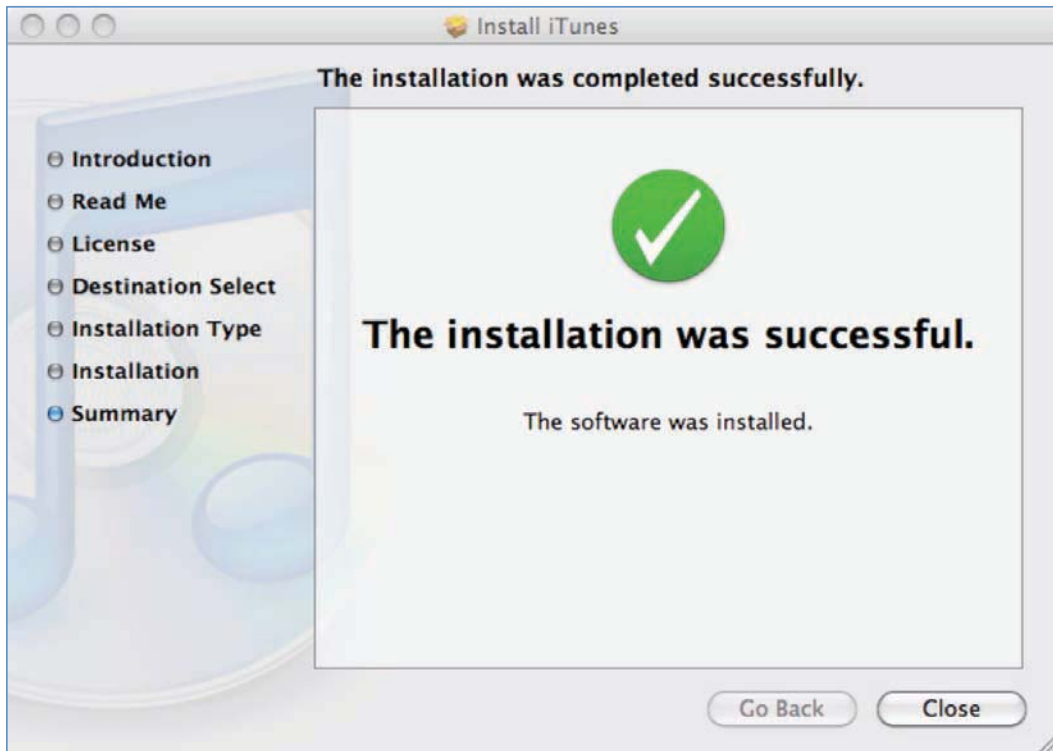 Install iTunes
The installation was completed successfully.
Introduction
Read Me
License
Destination Select
Installation Type
Installation
Summary
The installation was successful.
The software was installed.
Go Back
Close